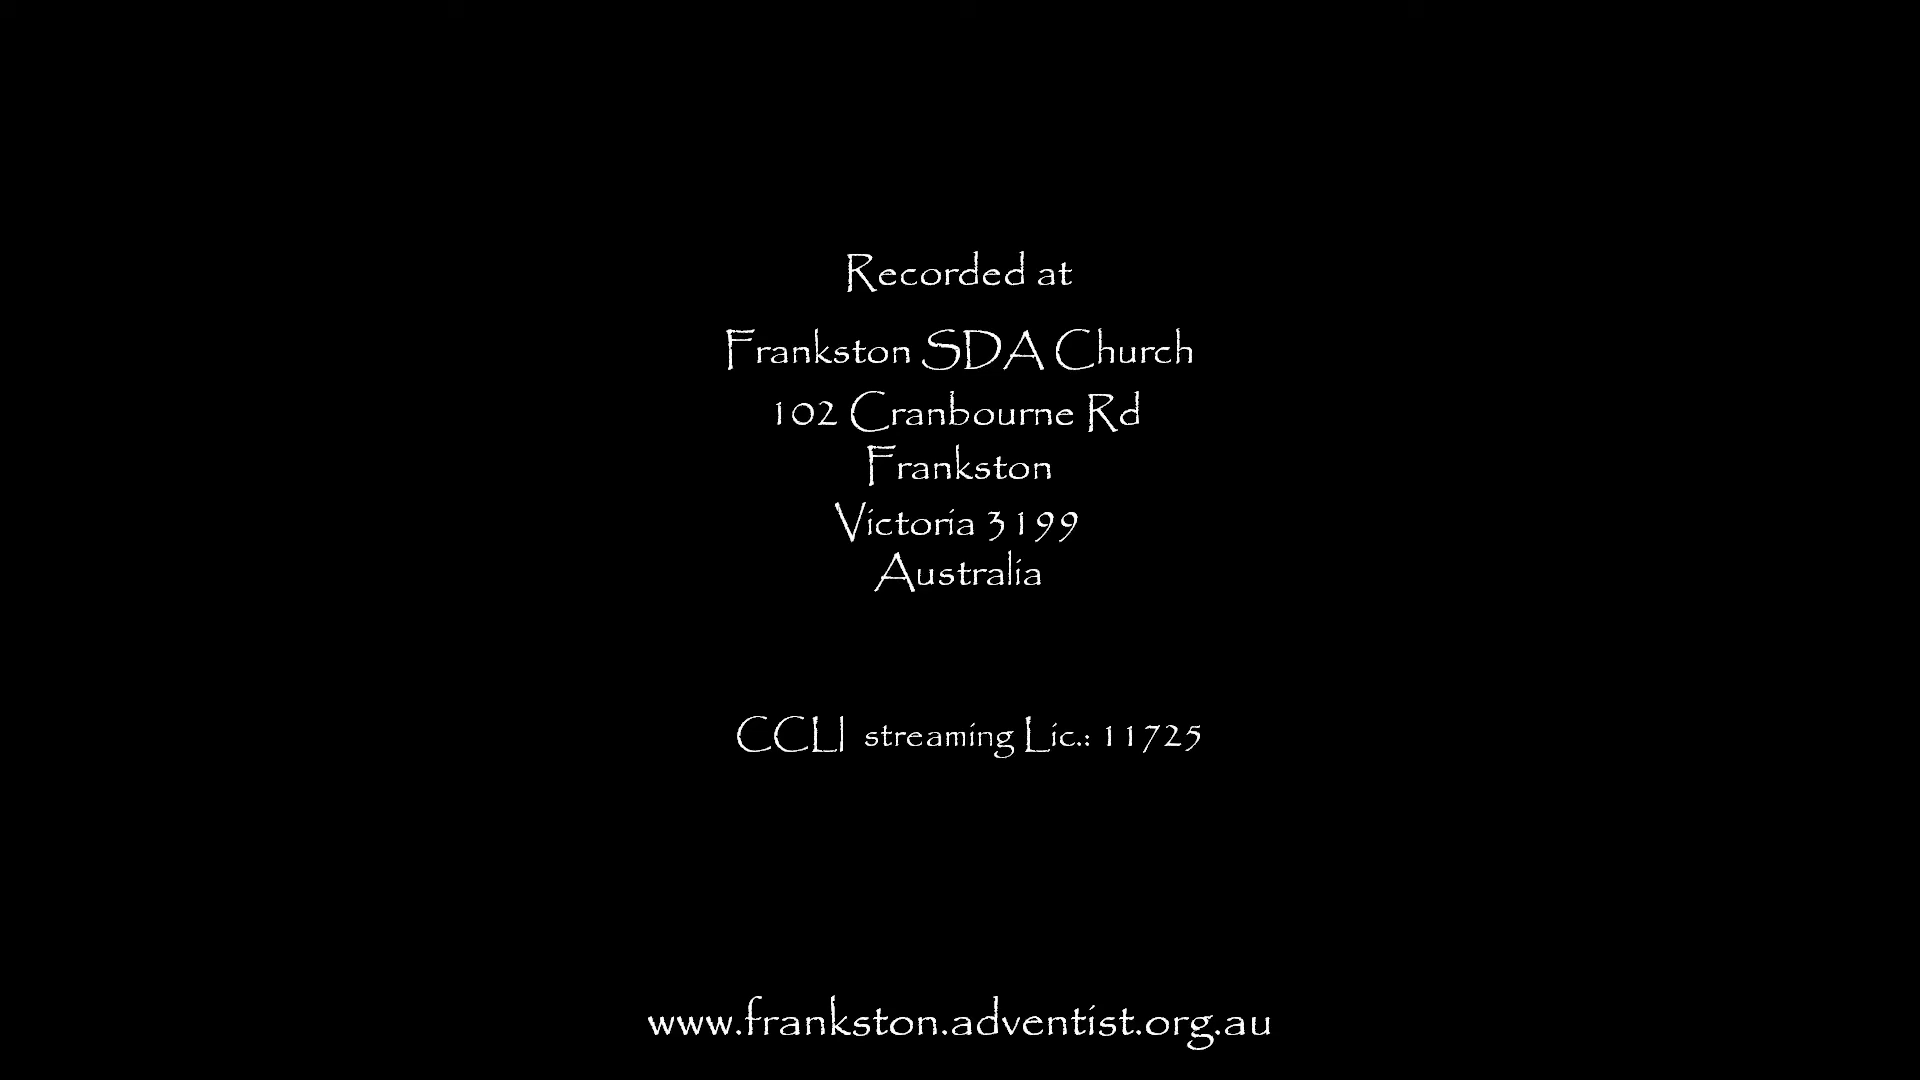 Recorded at
Frankston SDA Church
102 Cranbourne Rd
Frankston
Victoria 3199
Australia
CCLI streaming Lic.: 11725
www.frankston.adventist.org.au